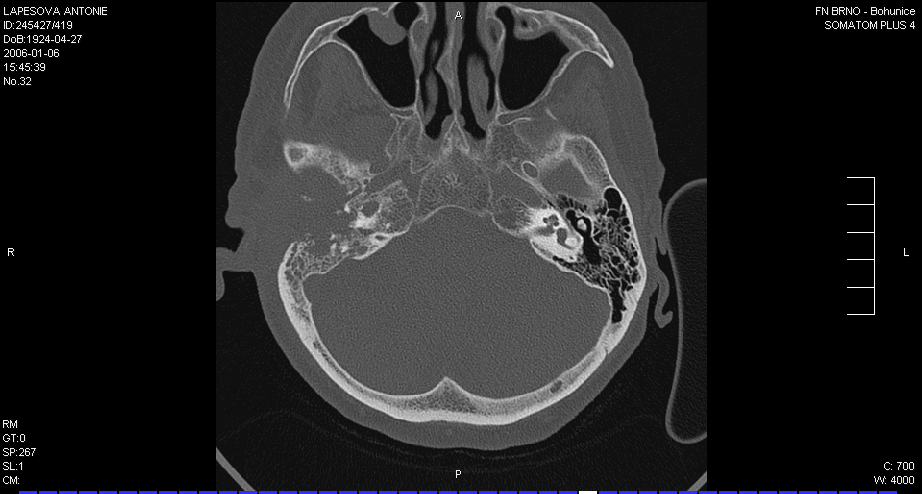 LAPESOVA ANTONIE
ID:245427/419
DoB:1924-04-27
2006-01-06
15:45:39
No.32
A
FN BRNO - Bohunice
SOMATOM PLUS 4
R
L
RM
GT:0
SP:267
SL:1
CM:
P
C: 700
W: 4000